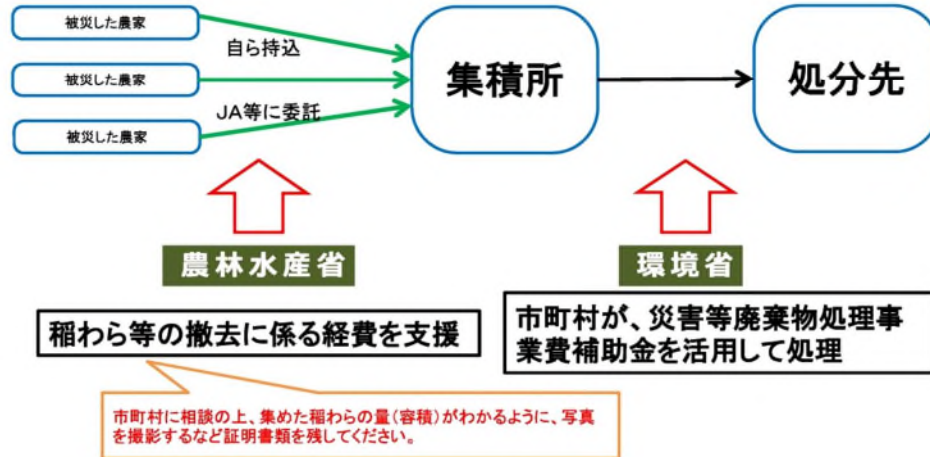 被災した農家
自ら持込
被災した農家
JA等に委託
被災した農家
集積所
処分先
農林水産省
環境省
稲わら等の撤去に係る経費を支援
市町村が、災害等廃棄物処理事
業費補助金を活用して処理
市町村に相談の上、集めた稲わらの量(容積)がわかるように、写真
を撮影するなど証明書類を残してください。